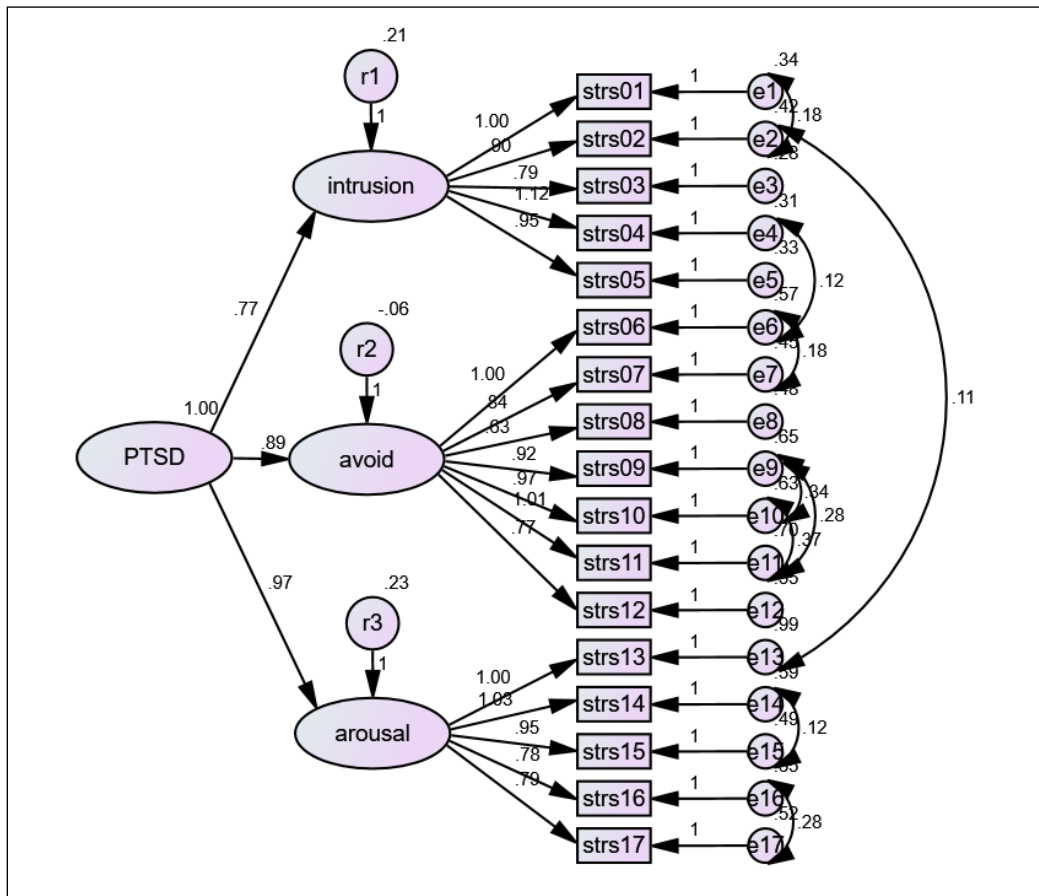 .21
r1
1
intrusion
.77
-.06
r2
1
1.00
PTSD
.89
avoid
.97
.23
r3
1
arousal
1.00
.90
.79
1.12
.95
1.00
.84
.63
.92
.97
1.01
.77
1.00
1.03
.95
.78
.79
strs01 1 e1 .34
strs02 1 e2 .42
strs03 1 e3 .28
strs04 1 e4 .31
strs05 1 e5 .33
strs06 1 e6 .57
strs07 1 e7 .45
strs08 1 e8 .48
strs09 1 e9 .65
strs10 1 e10 .63
strs11 1 e11 .70
strs12 1 e12
strs13 1 e13 .99
strs14 1 e14 .59
strs15 1 e15 .49
strs16 1 e16
strs17 1 e17 .52
.18
.12
.18
.11
.34
.28
.37
.12
.28